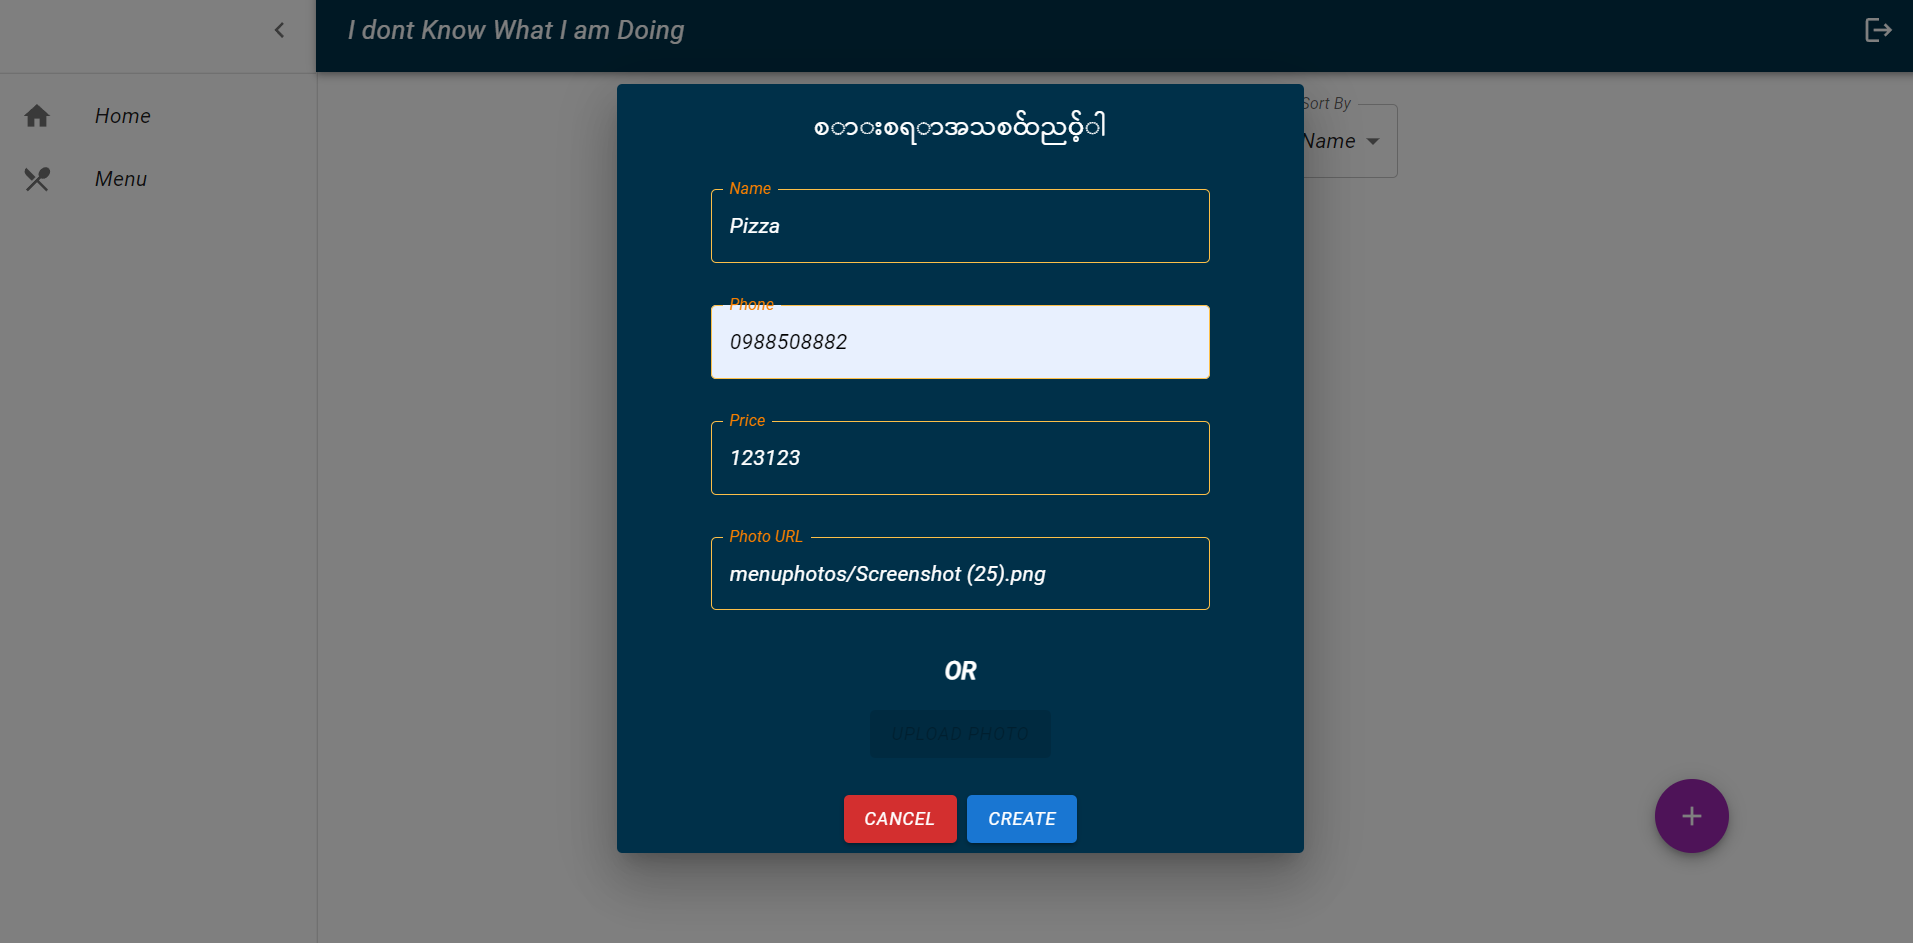 I dont Know What I am Doing
Home
Menu
Sort By
Name
စားစရာအသစ်ထည့်ပါ
Name
Pizza
Phone
0988508882
Price
123123
Photo URL
menuphotos/Screenshot (25).png
OR
UPLOAD PHOTO
CANCEL
CREATE